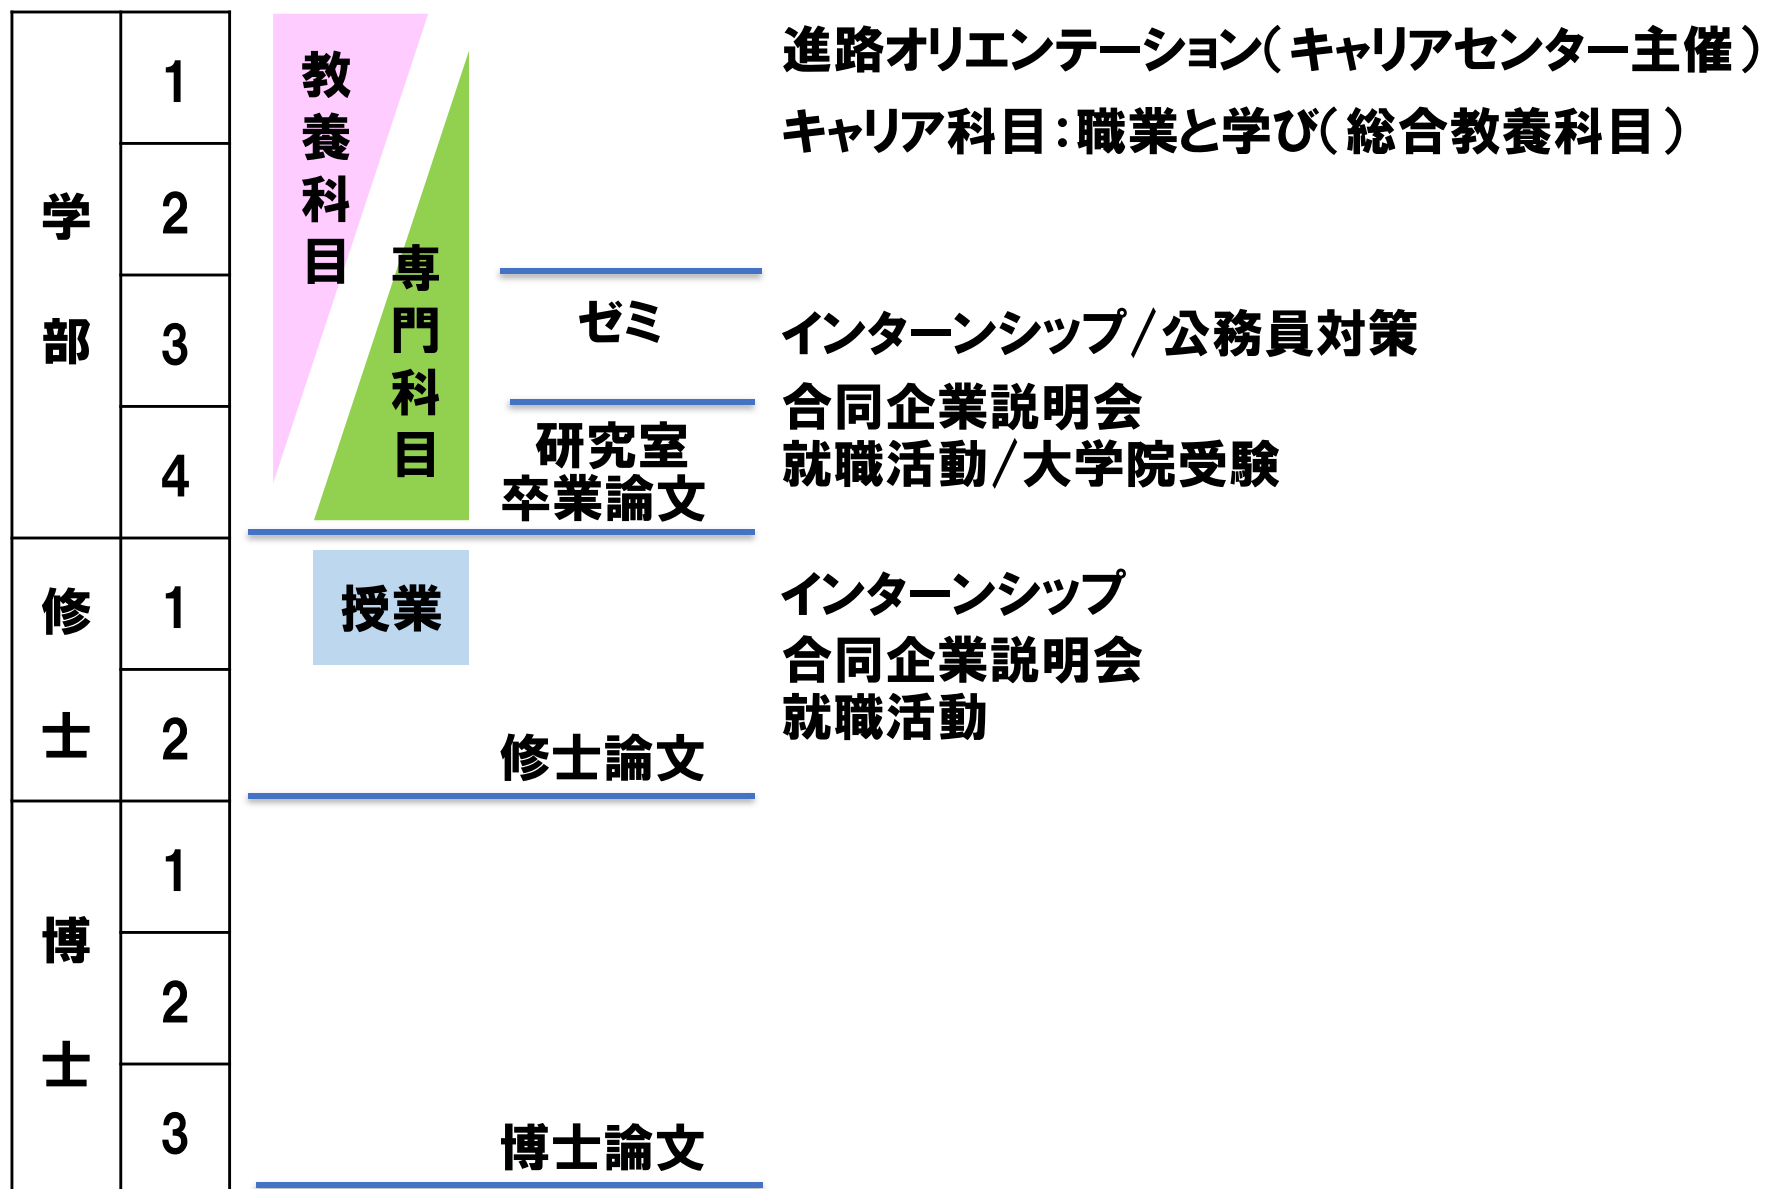 学部
1
2
3
4
教養科目
専門科目
ゼミ
研究室
卒業論文
進路オリエンテーション(キャリアセンター主催)
キャリア科目:職業と学び(総合教養科目)
インターンシップ/公務員対策
合同企業説明会
就職活動/大学院受験
修士
1
2
授業
修士論文
インターンシップ
合同企業説明会
就職活動
博士
1
2
3
博士論文